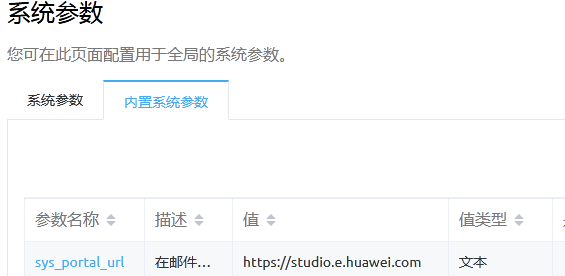 系统参数
您可在此页面配置用于全局的系统参数。
系统参数 内置系统参数
参数名称 描述 值 值类型
sys_portal_url 在邮件... https://studio.e.huawei.com 文本